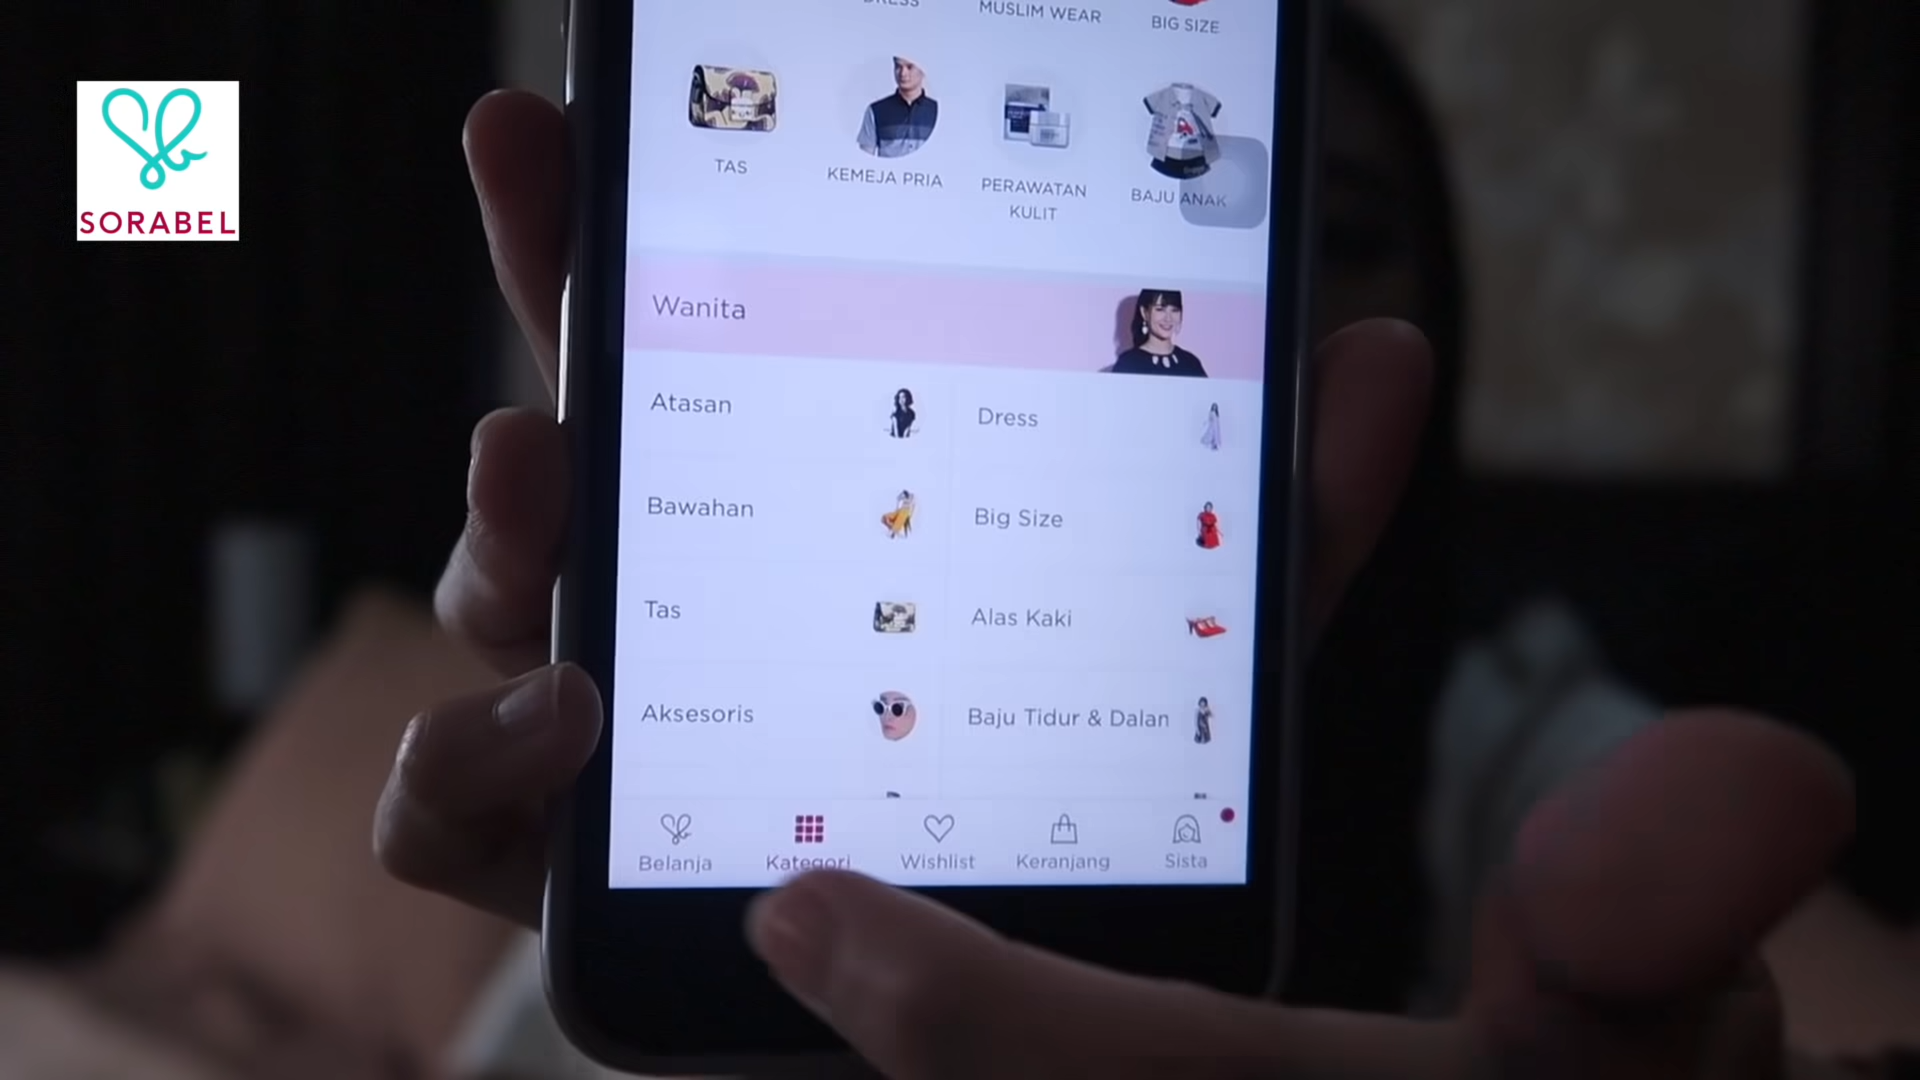 SORABEL
DRESS
MUSLIM WEAR
BIG SIZE
TAS
KEMEJA PRIA
PERAWATAN
KULIT
BAJU ANAK
Wanita
Atasan
Dress
Bawahan
Big Size
Tas
Alas Kaki
Aksesoris
Baju Tidur & Dalan
Belanja
Kategori
Wishlist
Keranjang
Sista